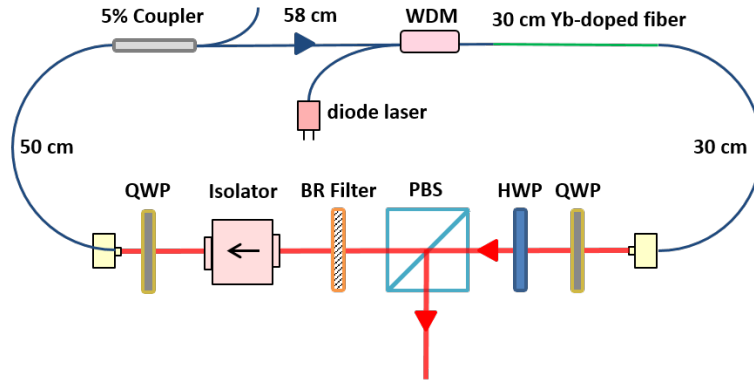 5% Coupler
58 cm
WDM
30 cm Yb-doped fiber
diode laser
50 cm
30 cm
QWP
Isolator
BR Filter
PBS
HWP
QWP